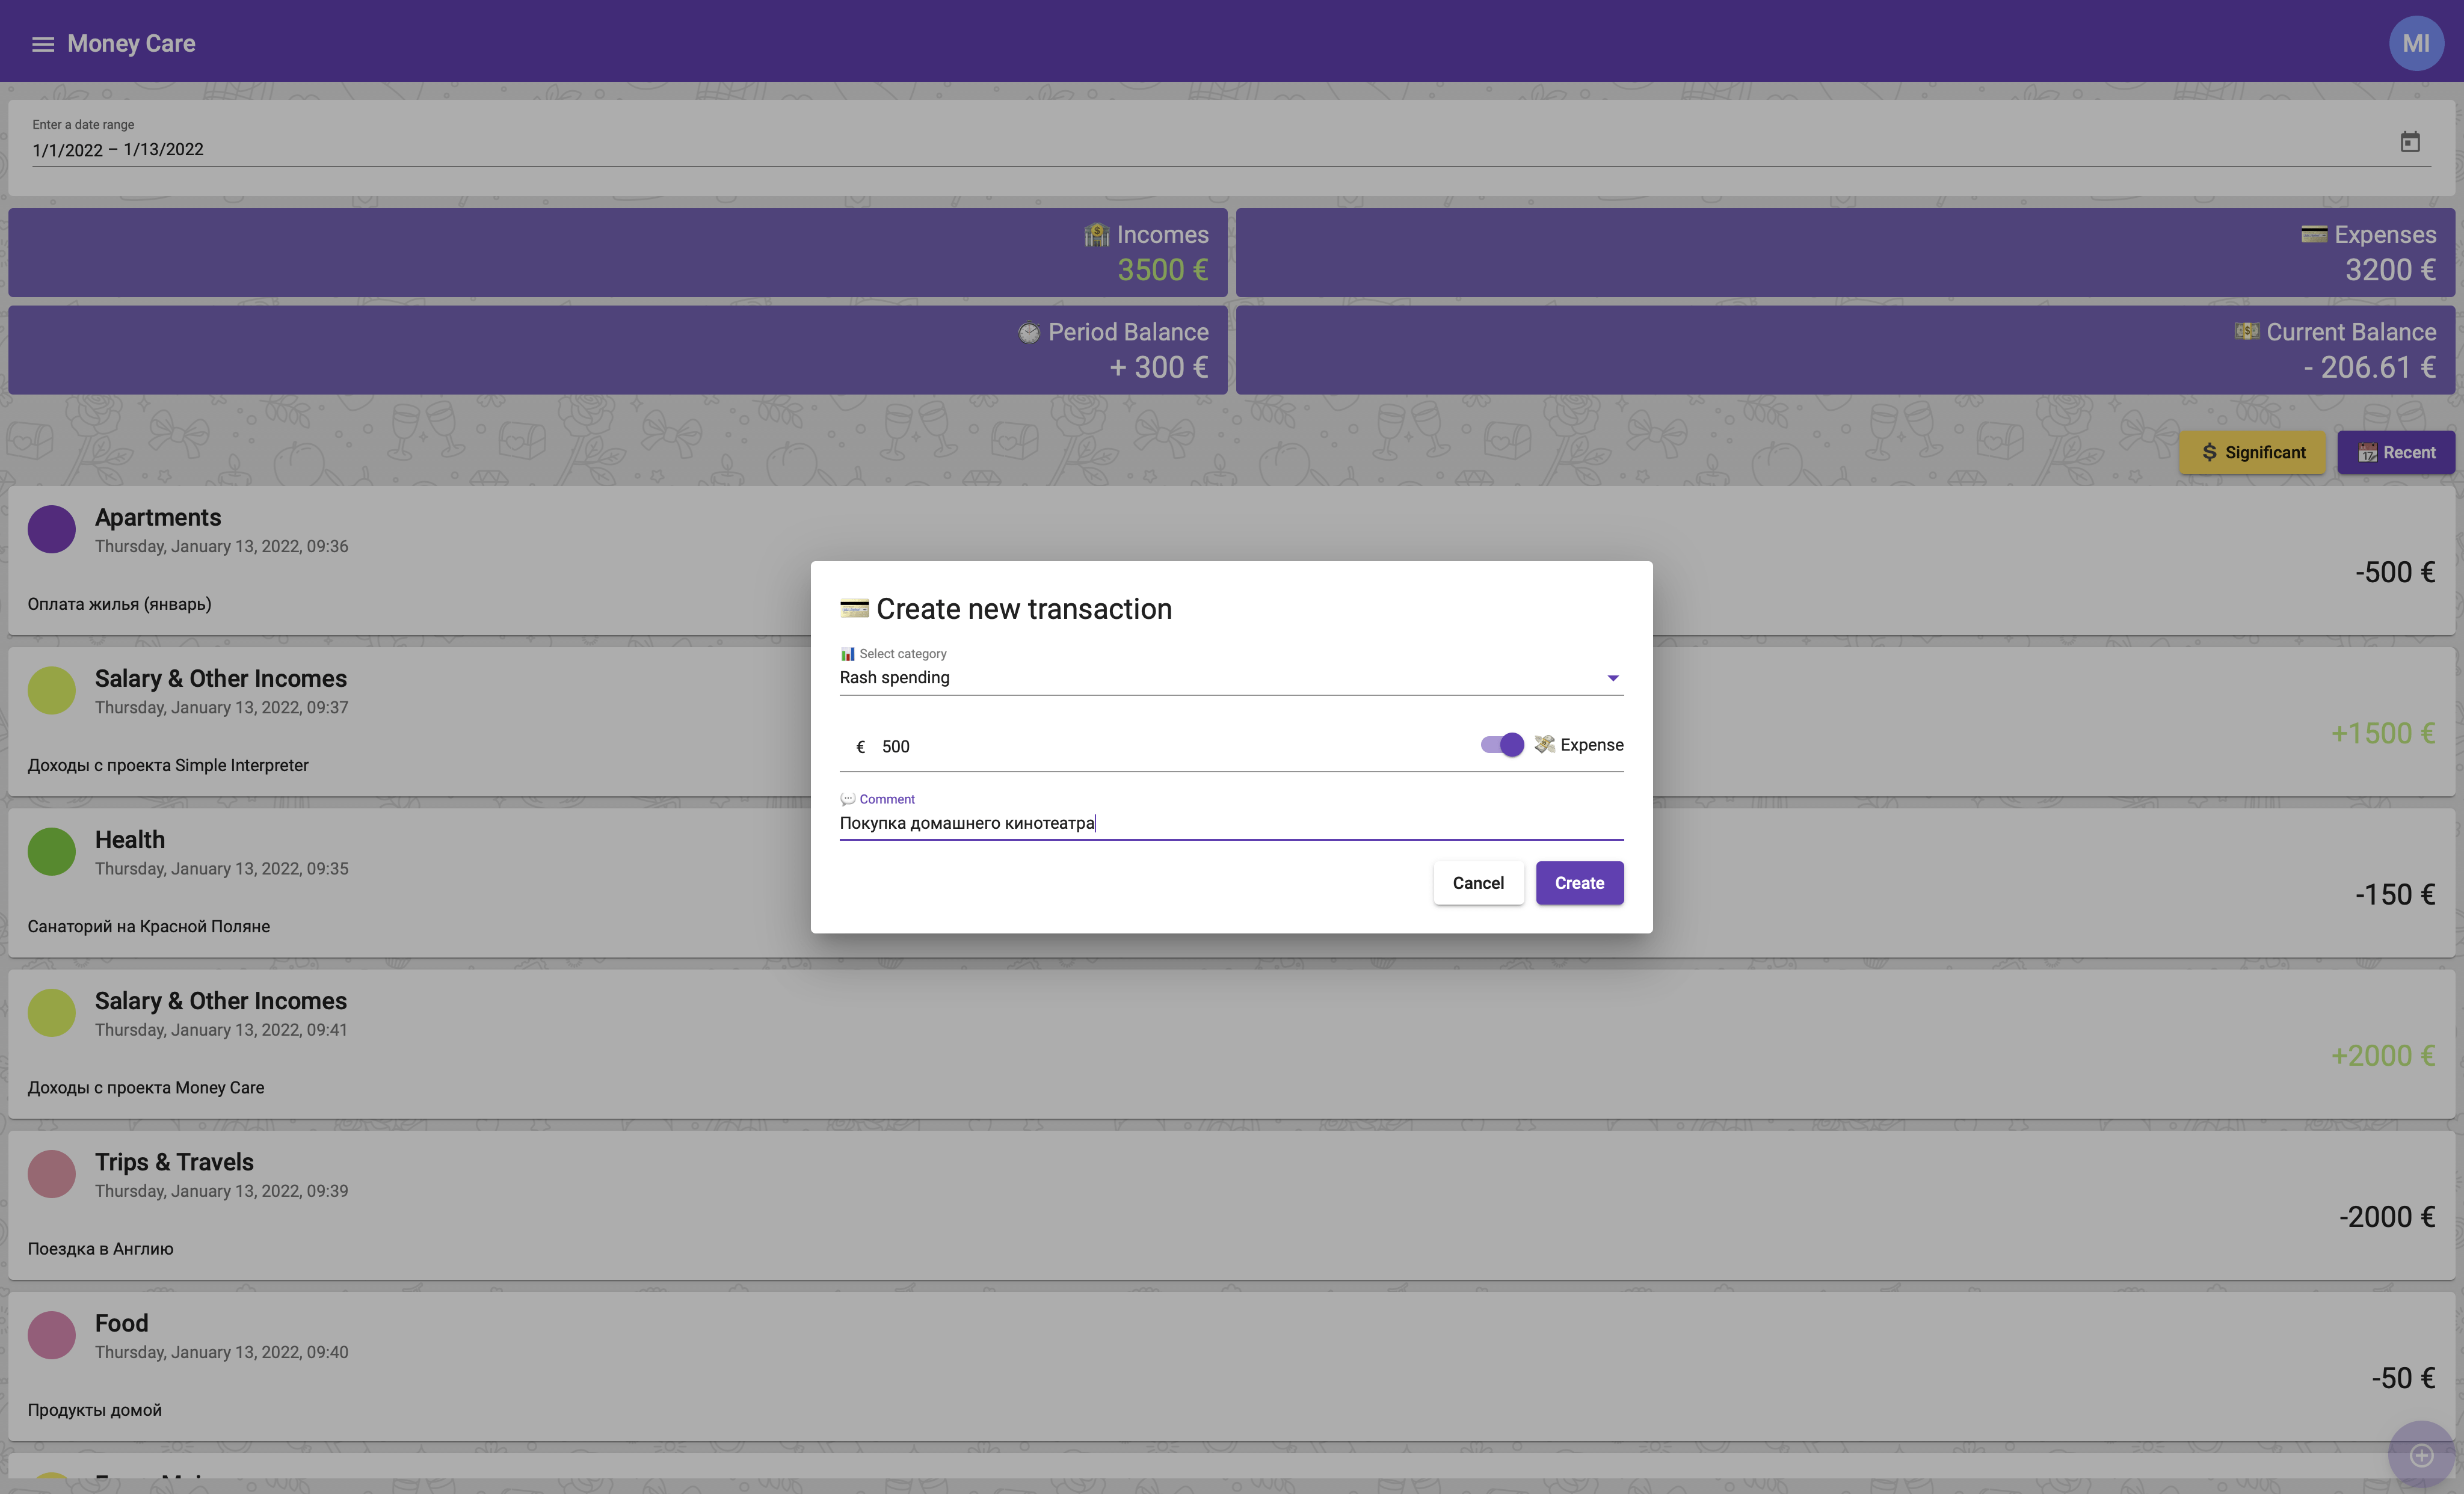 Money Care
MI
Enter a date range
1/1/2022 – 1/13/2022
Incomes
3500 €
Expenses
3200 €
Period Balance
+ 300 €
Current Balance
- 206.61 €
$ Significant
17 Recent
Apartments
Thursday, January 13, 2022, 09:36
-500 €
Оплата жилья (январь)
Create new transaction
Select category
Rash spending
€ 500
Expense
Comment
Покупка домашнего кинотеатра
Cancel
Create
Salary & Other Incomes
Thursday, January 13, 2022, 09:37
+1500 €
Доходы с проекта Simple Interpreter
Health
Thursday, January 13, 2022, 09:35
-150 €
Санаторий на Красной Поляне
Salary & Other Incomes
Thursday, January 13, 2022, 09:41
+2000 €
Доходы с проекта Money Care
Trips & Travels
Thursday, January 13, 2022, 09:39
-2000 €
Поездка в Англию
Food
Thursday, January 13, 2022, 09:40
-50 €
Продукты домой